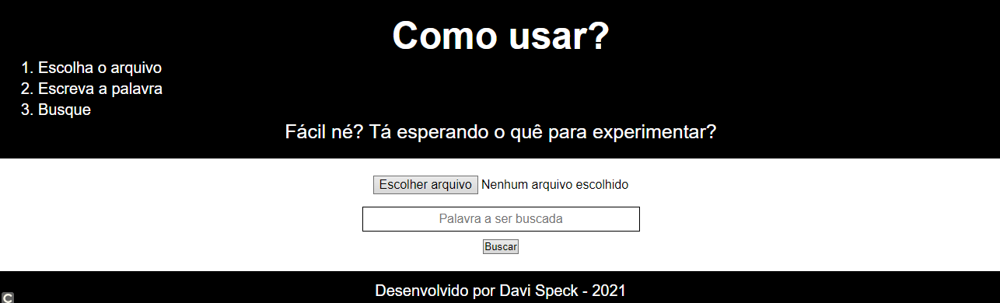 Como usar?
1. Escolha o arquivo
2. Escreva a palavra
3. Busque
Fácil né? Tá esperando o quê para experimentar?
Escolher arquivo Nenhum arquivo escolhido
Palavra a ser buscada
Buscar
Desenvolvido por Davi Speck - 2021
C